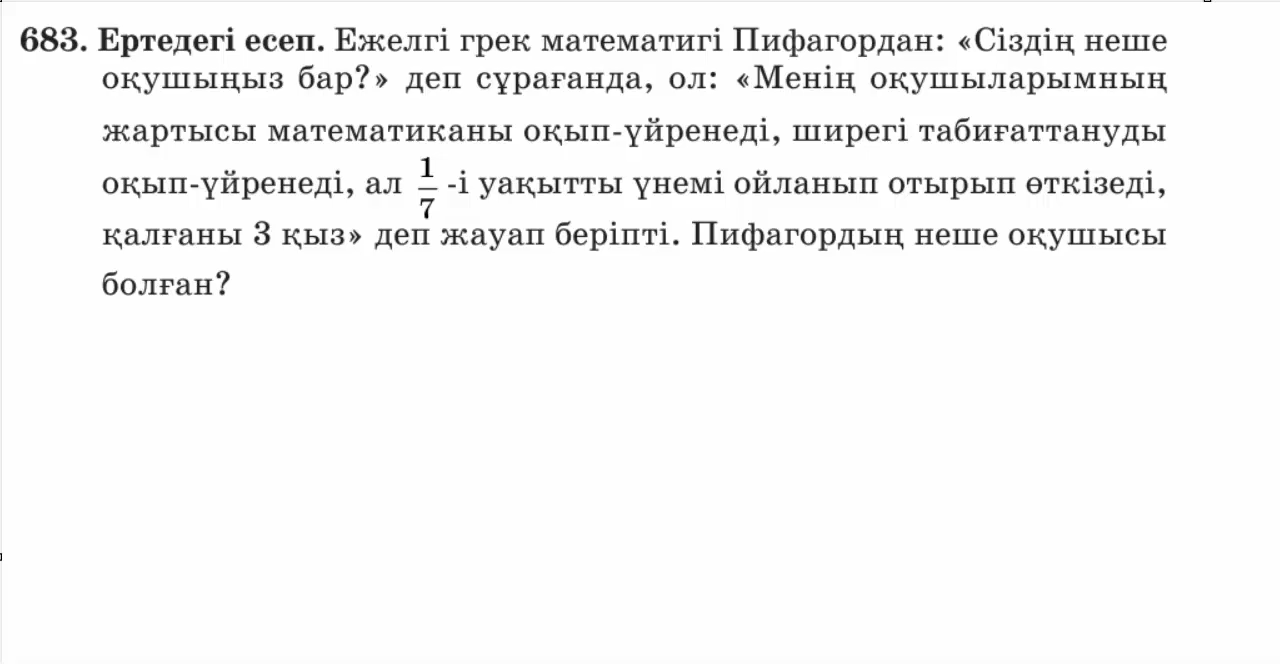 683. Ертедегі есеп. Ежелгі грек математигі Пифагордан: «Сіздің неше
оқушыңыз бар?» деп сұрағанда, ол: «Менің оқушыларымның
жартысы математиканы оқып-үйренеді, ширегі табиғаттануды
оқып-үйренеді, ал 1/7 -і уақытты үнемі ойланып отырып өткізеді,
қалғаны 3 қыз» деп жауап беріпті. Пифагордың неше оқушысы
болған?